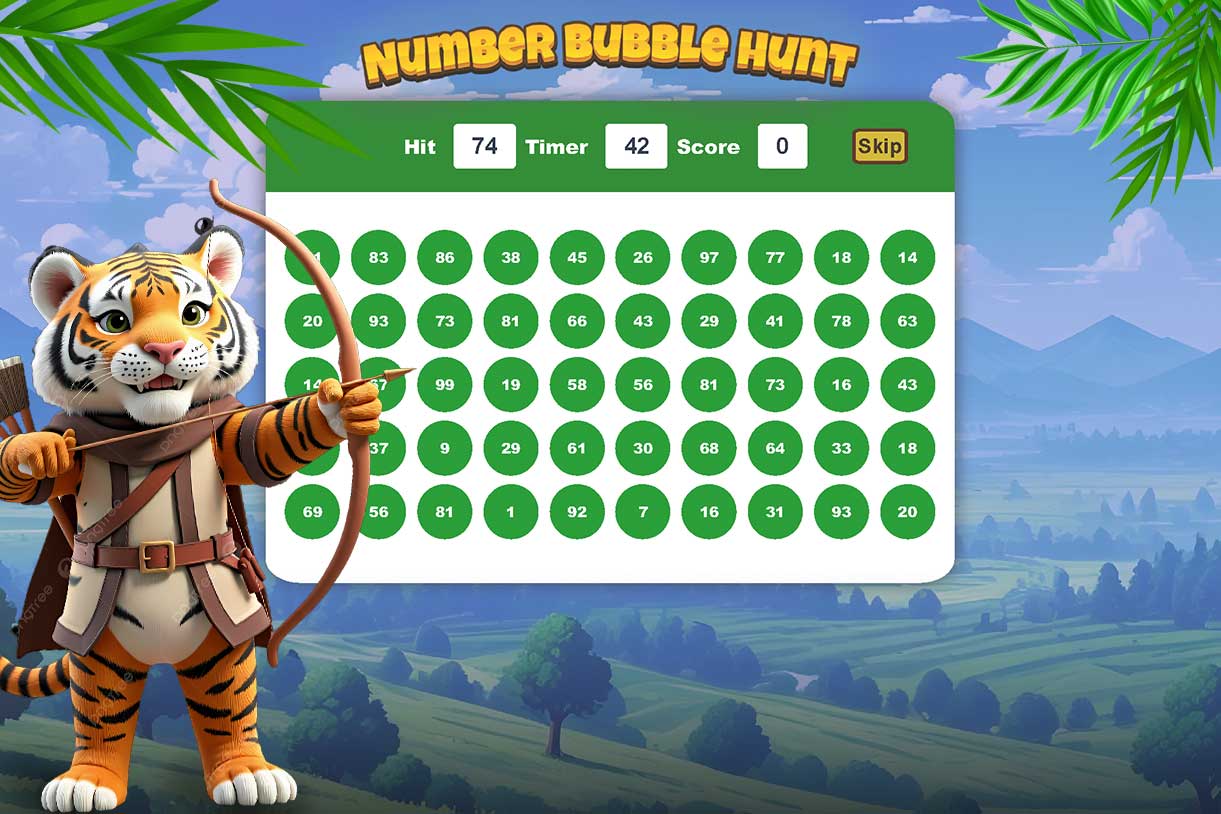 NUMBER BUBBLE HUNT
Hit 74 Timer 42 Score 0 Skip
83 86 38 45 26 97 77 18 14
20 93 73 81 66 43 29 41 78 63
14 67 99 19 58 56 81 73 16 43
37 9 29 61 30 68 64 33 18
69 56 81 1 92 7 16 31 93 20